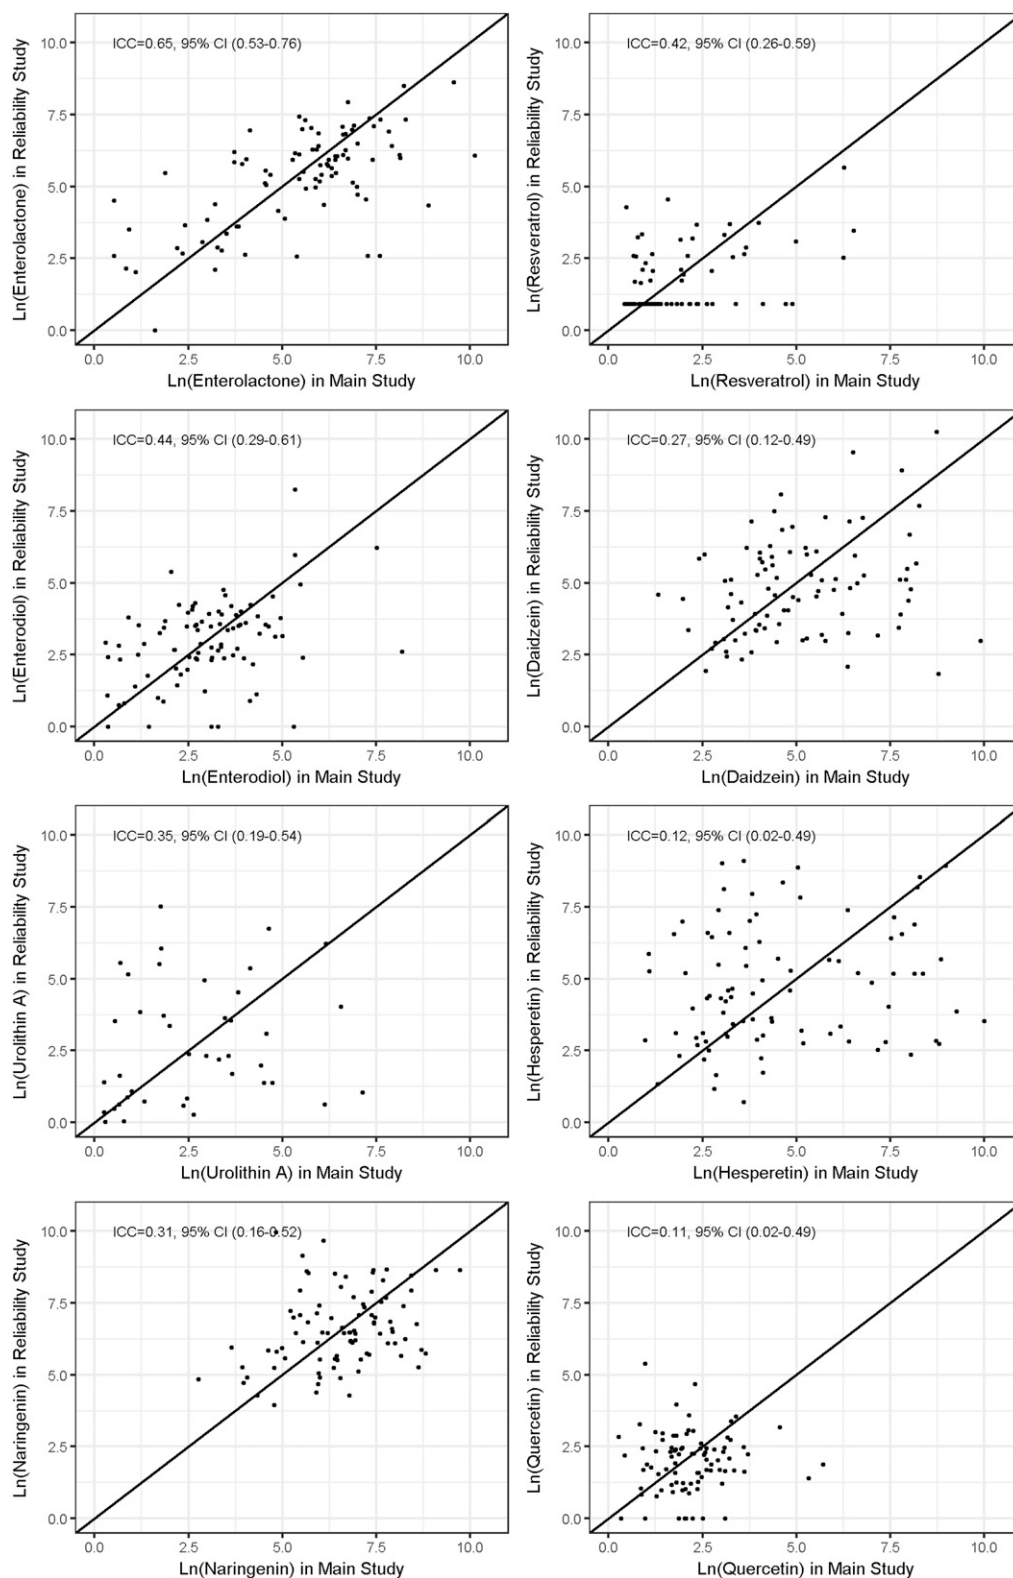 ICC=0.65, 95% CI (0.53-0.76)
Ln(Enterolactone) in Reliability Study
10.0
7.5
5.0
2.5
0.0
0.0 2.5 5.0 7.5 10.0
Ln(Enterolactone) in Main Study
ICC=0.42, 95% CI (0.26-0.59)
Ln(Resveratrol) in Reliability Study
10.0
7.5
5.0
2.5
0.0
0.0 2.5 5.0 7.5 10.0
Ln(Resveratrol) in Main Study
ICC=0.44, 95% CI (0.29-0.61)
Ln(Enterodiol) in Reliability Study
10.0
7.5
5.0
2.5
0.0
0.0 2.5 5.0 7.5 10.0
Ln(Enterodiol) in Main Study
ICC=0.27, 95% CI (0.12-0.49)
Ln(Daidzein) in Reliability Study
10.0
7.5
5.0
2.5
0.0
0.0 2.5 5.0 7.5 10.0
Ln(Daidzein) in Main Study
ICC=0.35, 95% CI (0.19-0.54)
Ln(Urolithin A) in Reliability Study
10.0
7.5
5.0
2.5
0.0
0.0 2.5 5.0 7.5 10.0
Ln(Urolithin A) in Main Study
ICC=0.12, 95% CI (0.02-0.49)
Ln(Hesperetin) in Reliability Study
10.0
7.5
5.0
2.5
0.0
0.0 2.5 5.0 7.5 10.0
Ln(Hesperetin) in Main Study
ICC=0.31, 95% CI (0.16-0.52)
Ln(Naringenin) in Reliability Study
10.0
7.5
5.0
2.5
0.0
0.0 2.5 5.0 7.5 10.0
Ln(Naringenin) in Main Study
ICC=0.11, 95% CI (0.02-0.49)
Ln(Quercetin) in Reliability Study
10.0
7.5
5.0
2.5
0.0
0.0 2.5 5.0 7.5 10.0
Ln(Quercetin) in Main Study